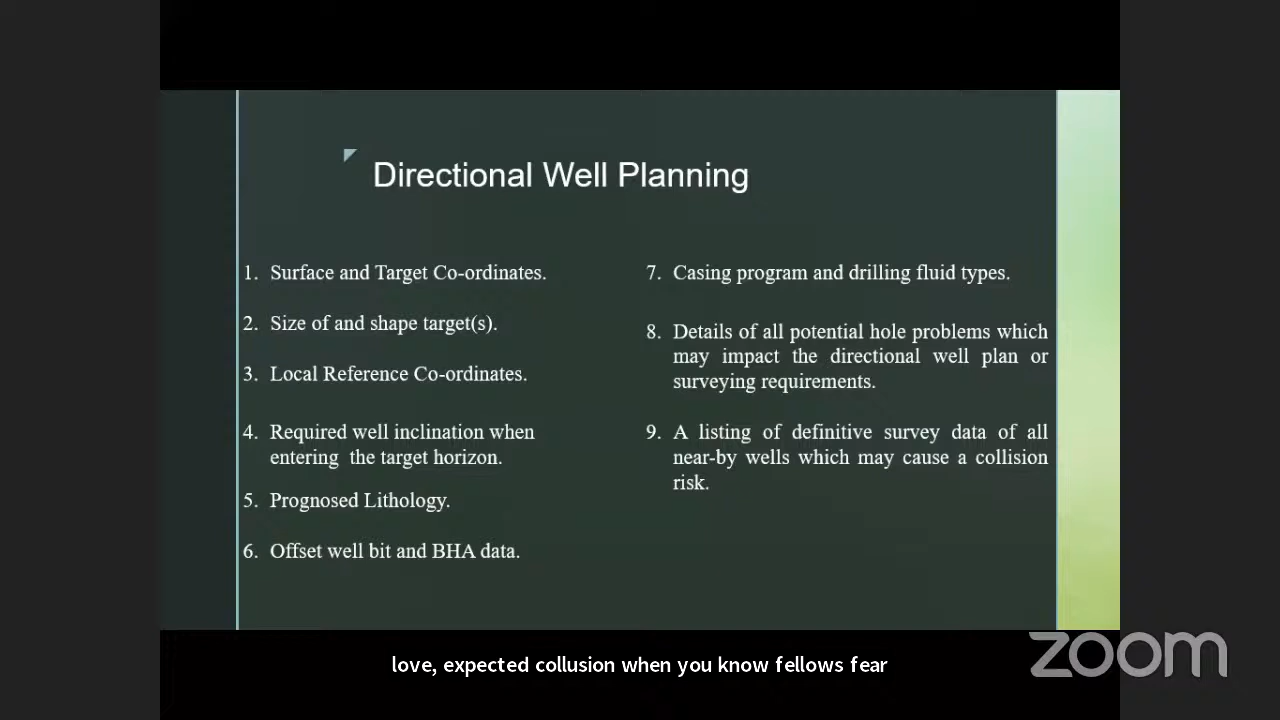 Directional Well Planning
1. Surface and Target Co-ordinates.
2. Size of and shape target(s).
3. Local Reference Co-ordinates.
4. Required well inclination when
entering the target horizon.
5. Prognosed Lithology.
6. Offset well bit and BHA data.
7. Casing program and drilling fluid types.
8. Details of all potential hole problems which
may impact the directional well plan or
surveying requirements.
9. A listing of definitive survey data of all
near-by wells which may cause a collision
risk.
love, expected collusion when you know fellows fear
zoom